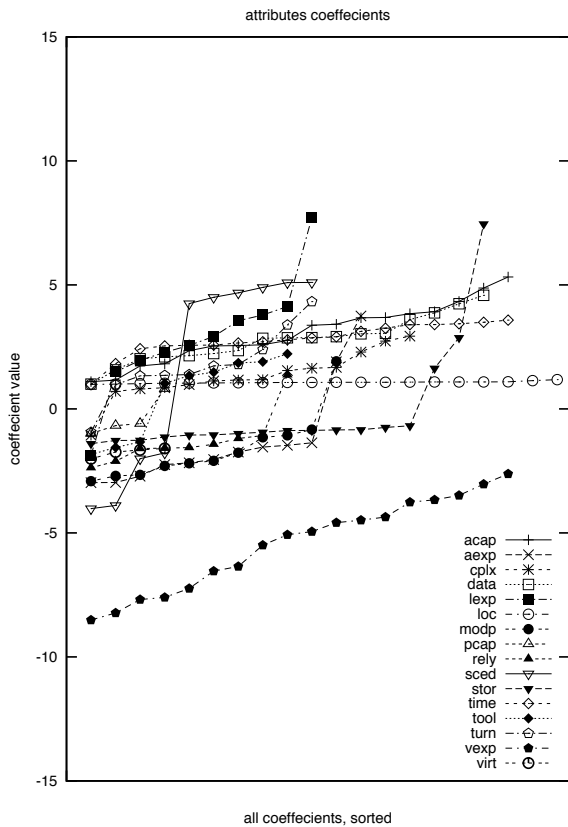 attributes coeffecients
15
10
5
0
-5
-10
-15
coeffecient value
acap
aexp
cplx
data
lexp
loc
modp
pcap
rely
sced
stor
time
tool
turn
vexp
virt
all coeffecients, sorted